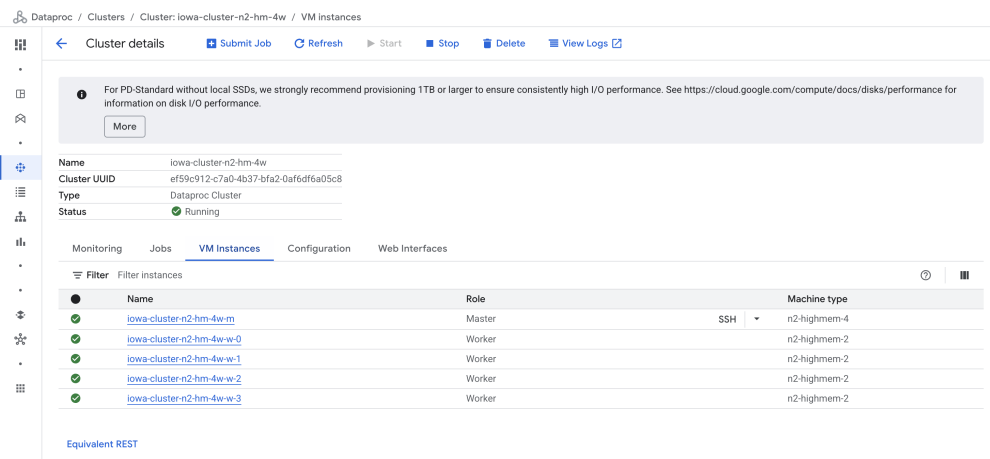 Dataproc / Clusters / Cluster: iowa-cluster-n2-hm-4w / VM instances
Cluster details Submit Job Refresh Start Stop Delete View Logs
For PD-Standard without local SSDs, we strongly recommend provisioning 1TB or larger to ensure consistently high I/O performance. See https://cloud.google.com/compute/docs/disks/performance for
information on disk I/O performance.
More
Name iowa-cluster-n2-hm-4w
Cluster UUID ef59c912-c7a0-4b37-bfa2-0af6df6a05c8
Type Dataproc Cluster
Status Running
Monitoring Jobs VM Instances Configuration Web Interfaces
Filter Filter instances
Name Role Machine type
iowa-cluster-n2-hm-4w-m Master SSH n2-highmem-4
iowa-cluster-n2-hm-4w-w-0 Worker n2-highmem-2
iowa-cluster-n2-hm-4w-w-1 Worker n2-highmem-2
iowa-cluster-n2-hm-4w-w-2 Worker n2-highmem-2
iowa-cluster-n2-hm-4w-w-3 Worker n2-highmem-2
Equivalent REST